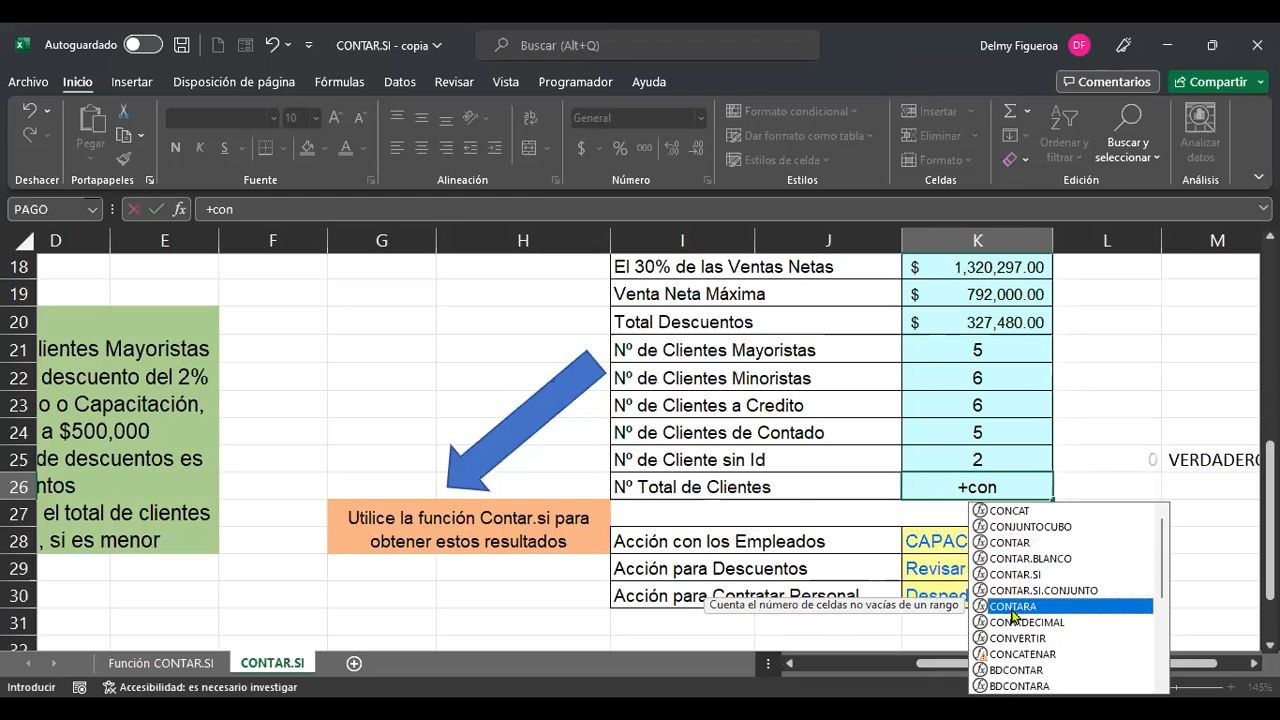 Autoguardado
CONTAR.SI - copia
Buscar (Alt+Q)
Delmy Figueroa
DF
Archivo Inicio Insertar Disposición de página Fórmulas Datos Revisar Vista Programador Ayuda
Comentarios
Compartir
Pegar
10
General
Formato condicional
Dar formato como tabla
Estilos de celda
Insertar
Eliminar
Formato
Ordenar y filtrar
Buscar y seleccionar
Analizar datos
Deshacer Portapapeles Fuente Alineación Número Estilos Celdas Edición Análisis
PAGO
+con
D E F G H I J K L M
18 El 30% de las Ventas Netas $ 1,320,297.00
19 Venta Neta Máxima $ 792,000.00
20 Total Descuentos $ 327,480.00
21 lientes Mayoristas Nº de Clientes Mayoristas 5
22 descuento del 2% Nº de Clientes Minoristas 6
23 o o Capacitación, Nº de Clientes a Credito 6
24 a $500,000 Nº de Clientes de Contado 5
25 de descuentos es Nº de Cliente sin Id 2 0 VERDADERO
26 ntos Nº Total de Clientes +con
27 el total de clientes
28 , si es menor Acción con los Empleados CAPAC
29 Acción para Descuentos Revisar
30 Acción para Contratar Personal Desped
31
32
Utilice la función Contar.si para
obtener estos resultados
CONCAT
CONJUNTOCUBO
CONTAR
CONTAR.BLANCO
CONTAR.SI
CONTAR.SI.CONJUNTO
CONTARA
CONV.DECIMAL
CONVERTIR
CONCATENAR
BDCONTAR
BDCONTARA
Cuenta el número de celdas no vacías de un rango
Función CONTAR.SI
CONTAR.SI
Introducir
Accesibilidad: es necesario investigar
145%